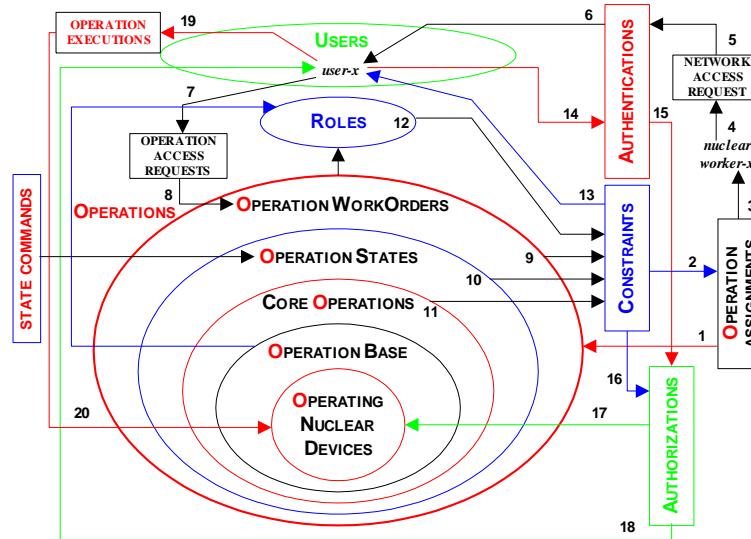 19
OPERATION
EXECUTIONS
USERS
user-x
6
AUTHENTICATIONS
5
NETWORK
ACCESS
REQUEST
7
14
15
4
OPERATION
ACCESS
REQUESTS
ROLES
12
nuclear
worker-x
8
OPERATIONS
OPERATION WORKORDERS
13
3
STATE COMMANDS
OPERATION STATES
9
CONSTRAINTS
2
OPERATION
ASSIGNMENTS
10
CORE OPERATIONS
11
1
OPERATION BASE
16
OPERATING
NUCLEAR
DEVICES
20
17
AUTHORIZATIONS
18